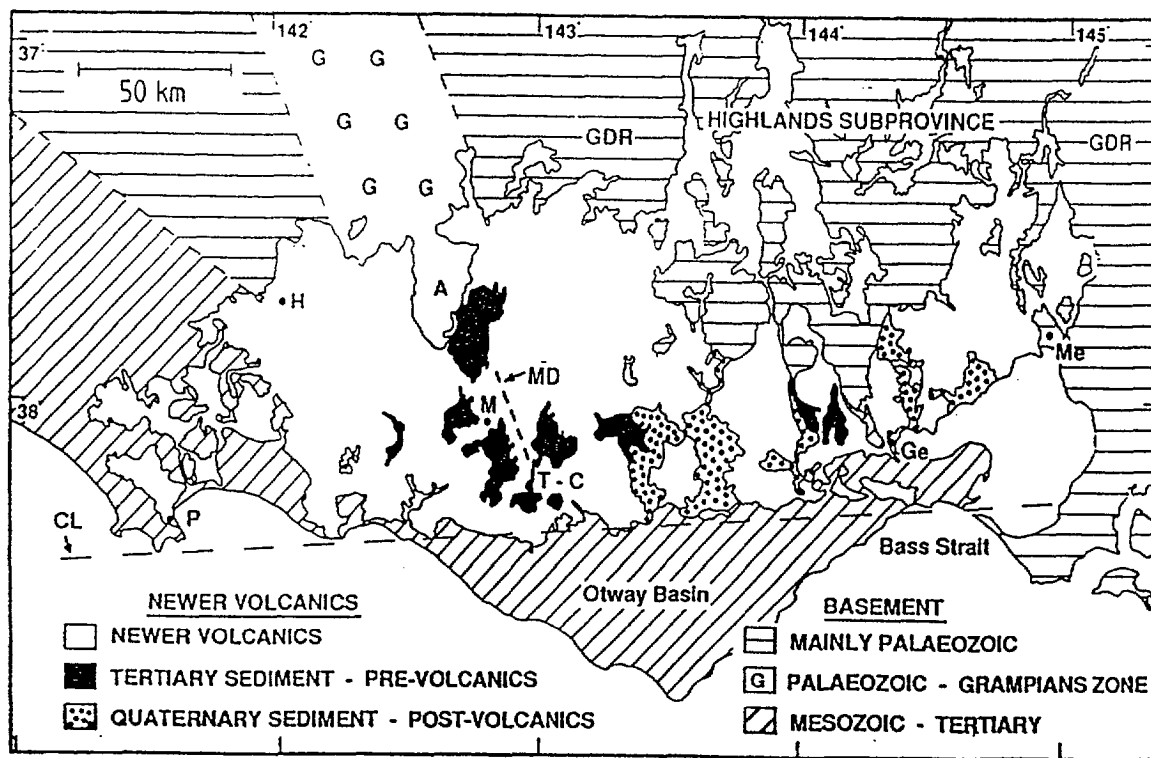 142
143
144
145
37
50 km
G G
G G
G G
GDR
HIGHLANDS SUBPROVINCE
GDR
A
H
MD
M
Me
38
Ge
T - C
P
CL
Bass Strait
Otway Basin
NEWER VOLCANICS
NEWER VOLCANICS
TERTIARY SEDIMENT - PRE-VOLCANICS
QUATERNARY SEDIMENT - POST-VOLCANICS
BASEMENT
MAINLY PALAEOZOIC
G PALAEOZOIC - GRAMPIANS ZONE
MESOZOIC - TERTIARY